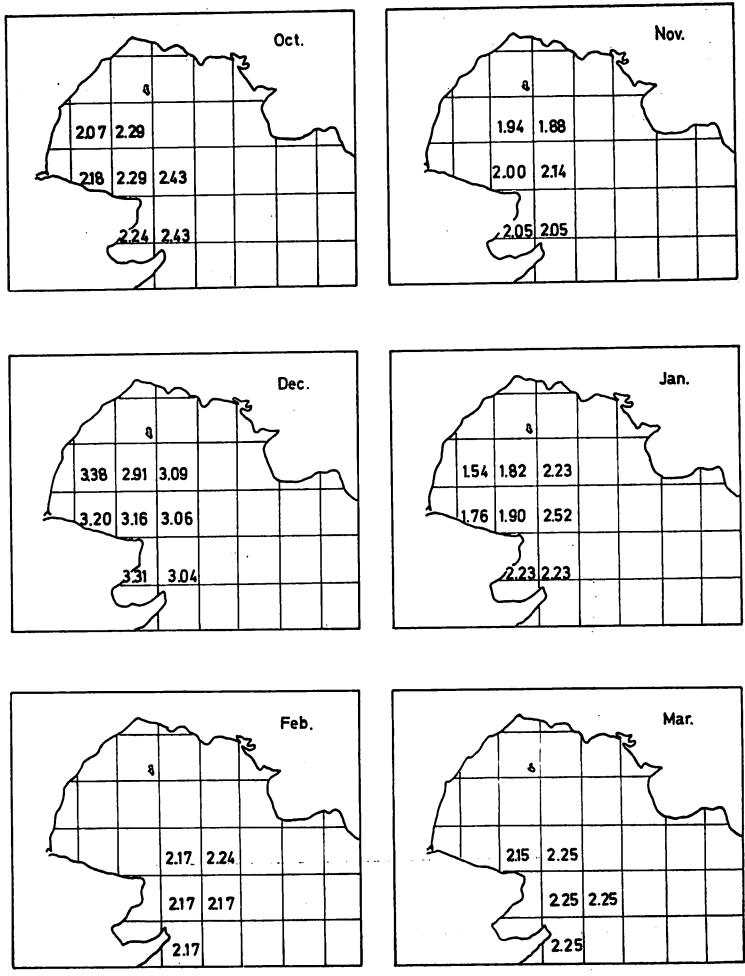 Oct.
2.07 2.29
2.18 2.29 2.43
2.24 2.43
Nov.
1.94 1.88
2.00 2.14
2.05 2.05
Dec.
3.38 2.91 3.09
3.20 3.16 3.06
3.31 3.04
Jan.
1.54 1.82 2.23
1.76 1.90 2.52
2.23 2.23
Feb.
2.17 2.24
2.17 2.17
2.17
Mar.
2.15 2.25
2.25 2.25
2.25